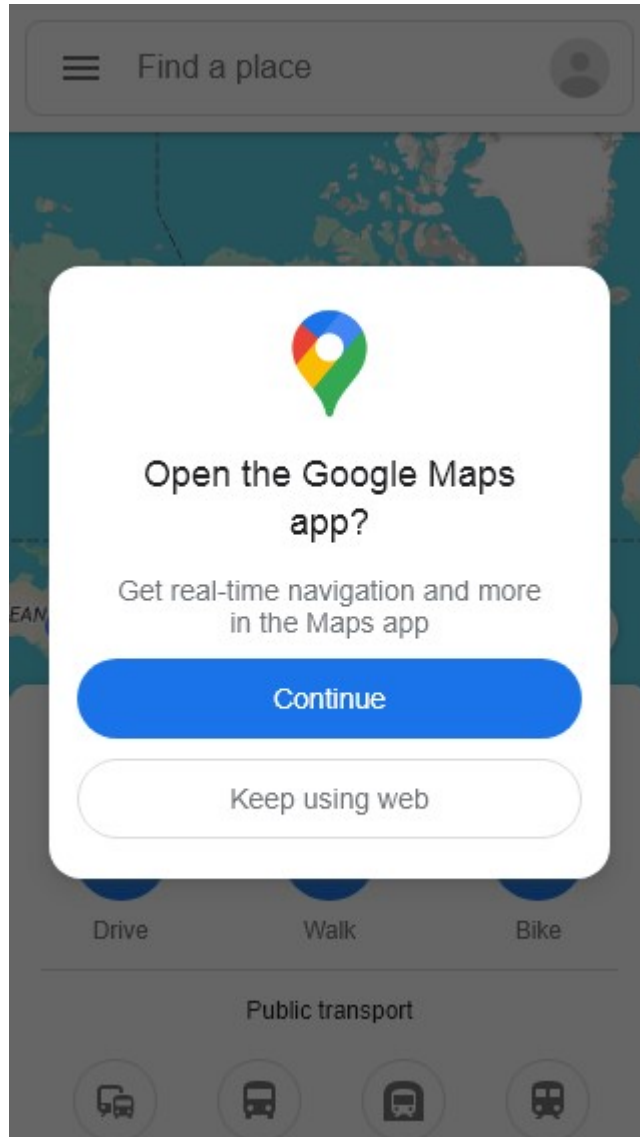 Find a place
Open the Google Maps
app?
Get real-time navigation and more
in the Maps app
EAN
Continue
Keep using web
Drive
Walk
Bike
Public transport